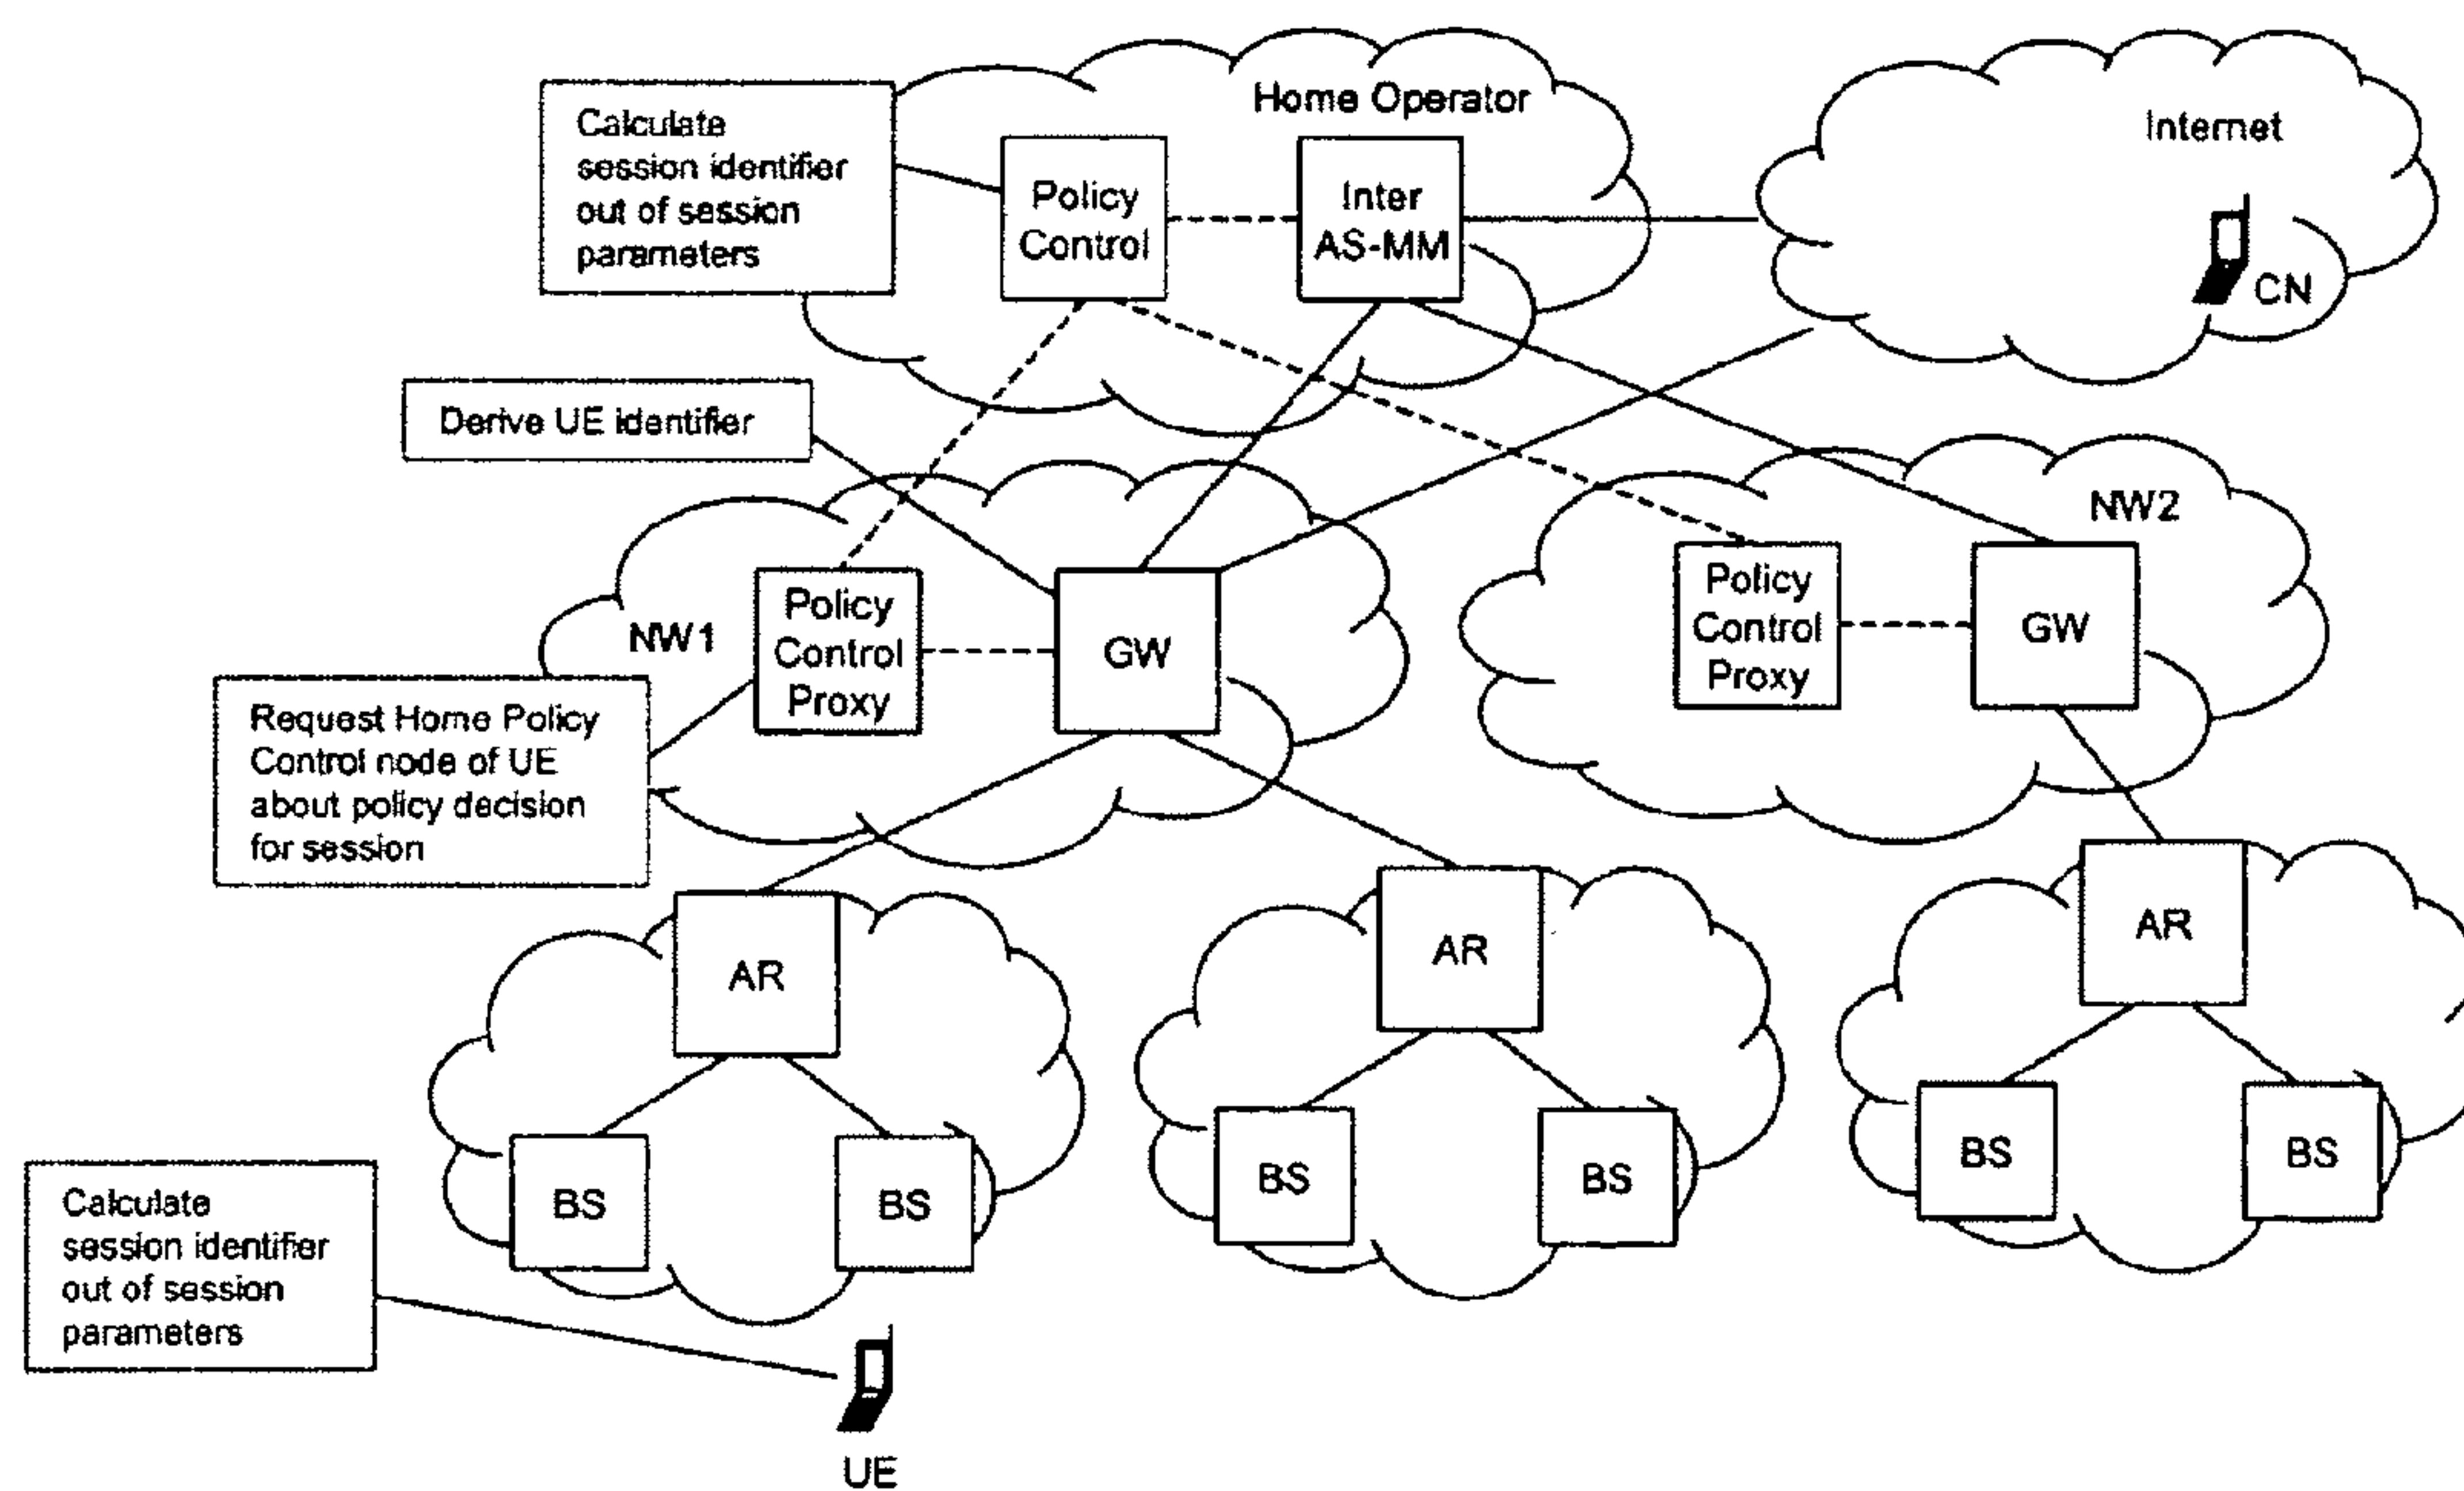 Calculate
session identifier
out of session
parameters
Home Operator
Policy
Control
Inter
AS-MM
Internet
CN
Derive UE identifier
NW1
Policy
Control
Proxy
GW
NW2
Policy
Control
Proxy
GW
Request Home Policy
Control node of UE
about policy decision
for session
AR
AR
AR
BS
BS
BS
BS
BS
BS
Calculate
session identifier
out of session
parameters
UE